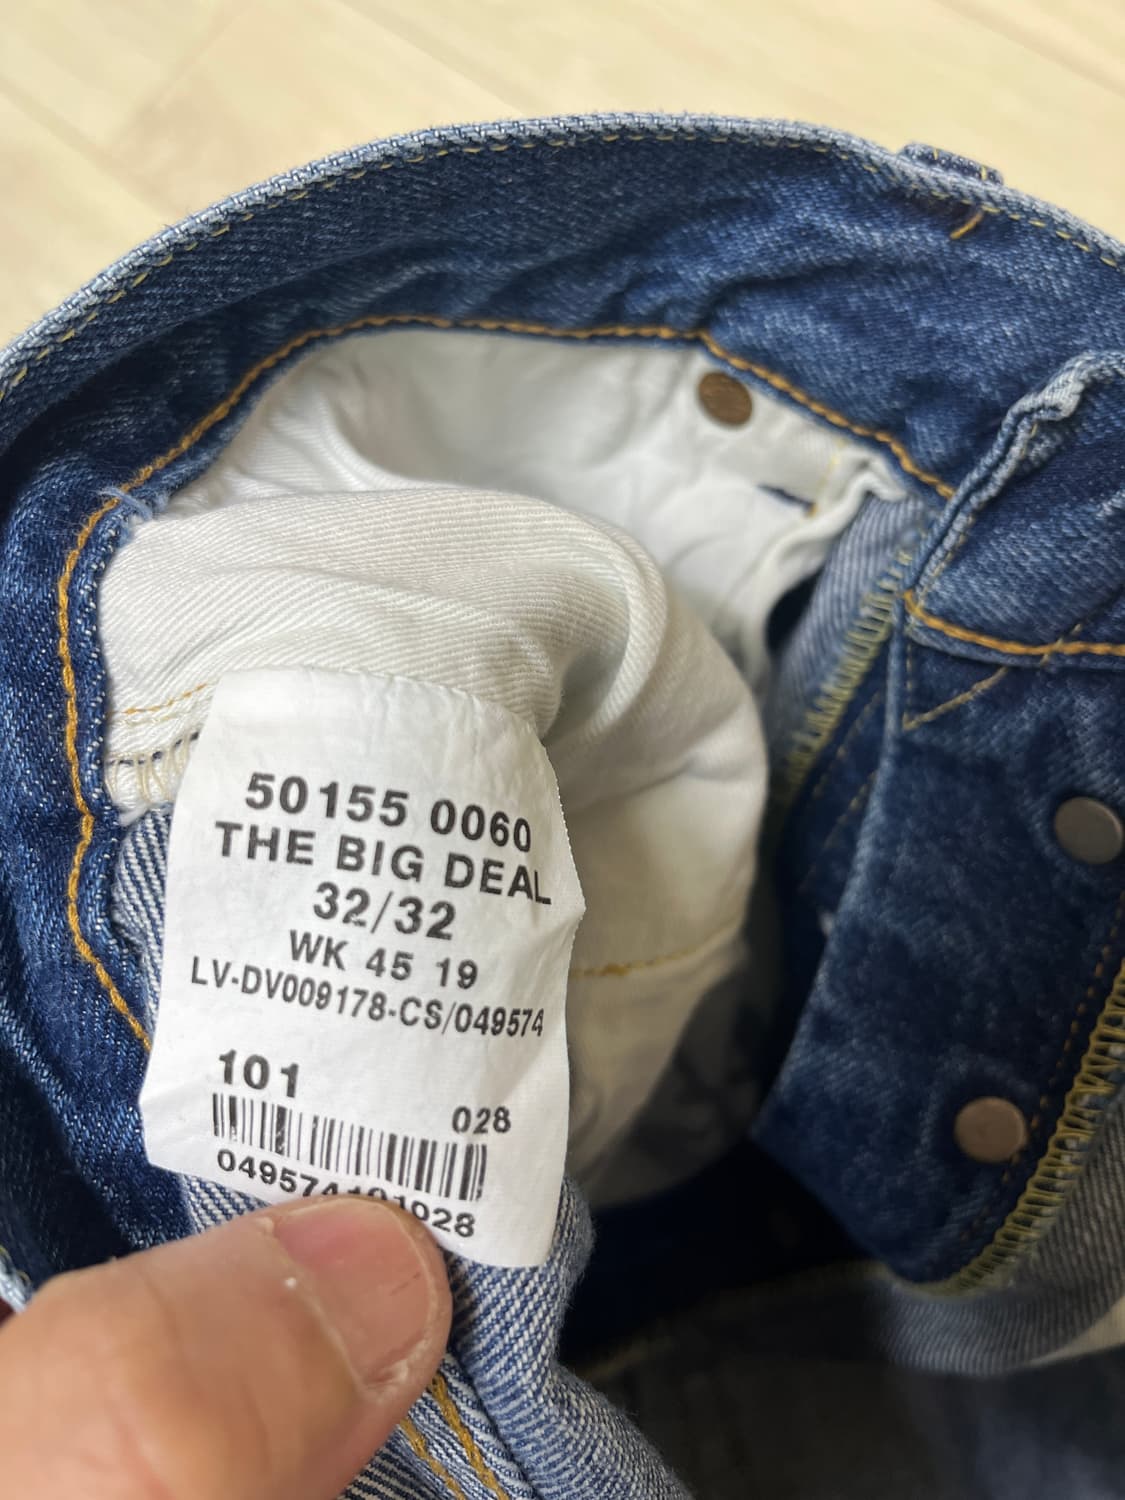 50155 0060
THE BIG DEAL
32/32
WK 45 19
LV-DV009178-CS/049574
101
028
049574101028